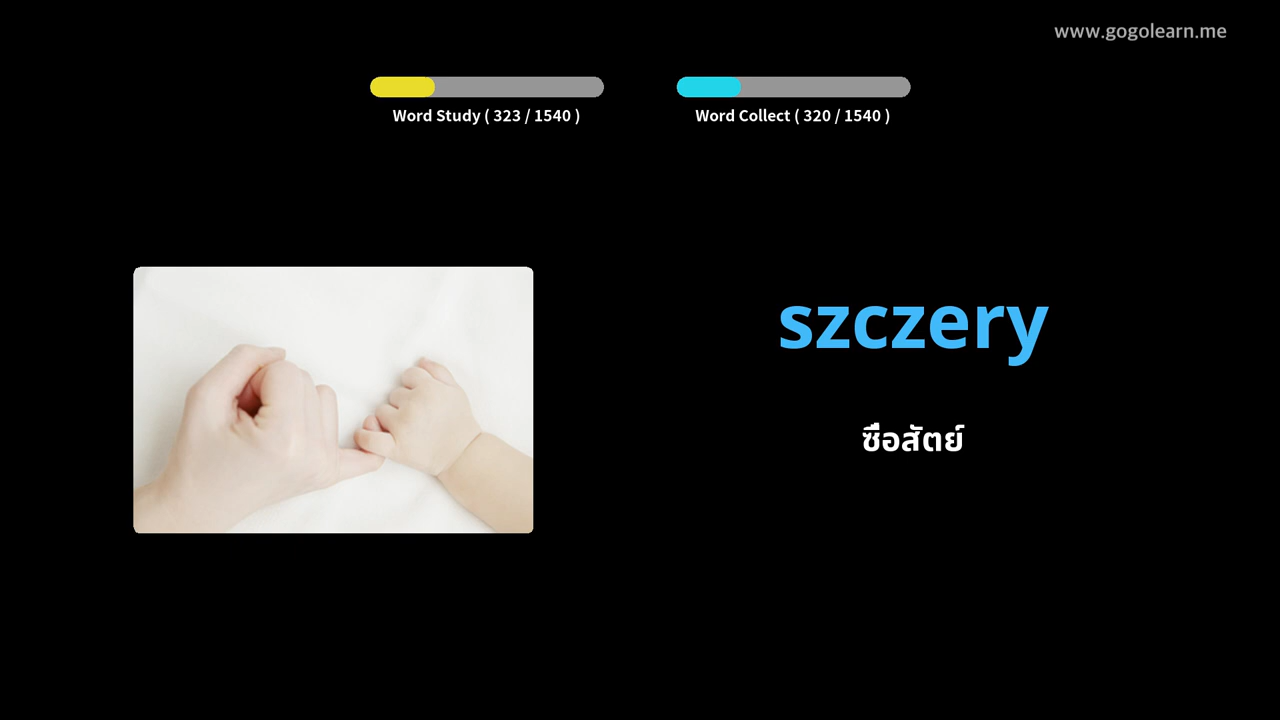 www.gogolearn.me
Word Study ( 323 / 1540 )
Word Collect ( 320 / 1540 )
szczery
ซื่อสัตย์